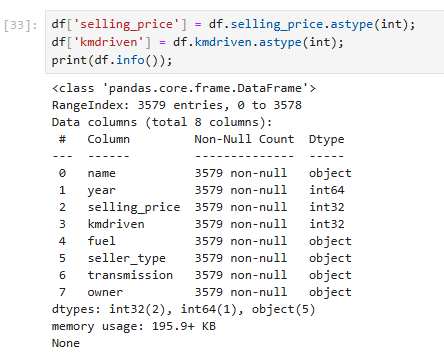 [33]: df['selling_price'] = df.selling_price.astype(int);
df['kmdriven'] = df.kmdriven.astype(int);
print(df.info());
<class 'pandas.core.frame.DataFrame'>
RangeIndex: 3579 entries, 0 to 3578
Data columns (total 8 columns):
 #   Column         Non-Null Count  Dtype
---  ------         --------------  -----
 0   name           3579 non-null   object
 1   year           3579 non-null   int64
 2   selling_price  3579 non-null   int32
 3   kmdriven       3579 non-null   int32
 4   fuel           3579 non-null   object
 5   seller_type    3579 non-null   object
 6   transmission   3579 non-null   object
 7   owner          3579 non-null   object
dtypes: int32(2), int64(1), object(5)
memory usage: 195.9+ KB
None